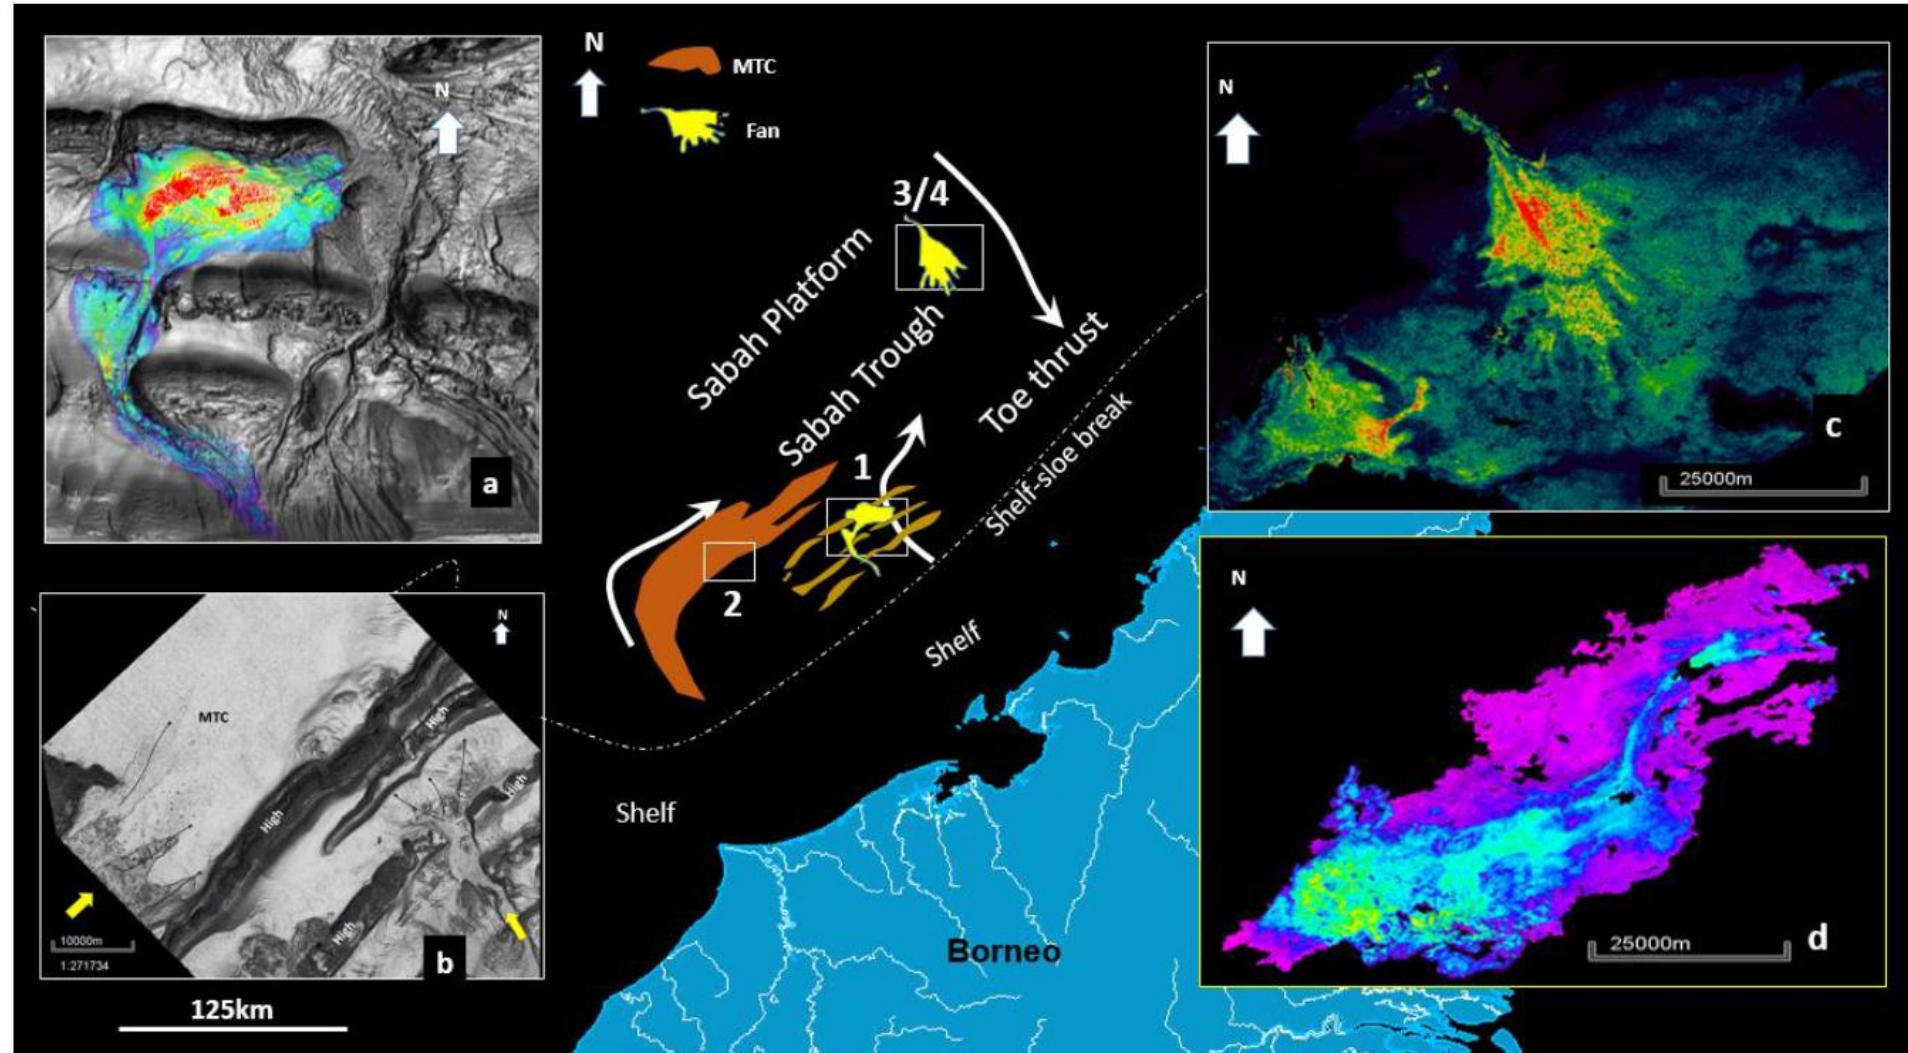 N
a
N
MTC
Fan
3/4
Sabah Platform
Sabah Trough
Toe thrust
Shelf-sloe break
1
2
Shelf
Shelf
Borneo
N
c
25000m
N
MTC
High
High
High
High
10000m
1:271734
b
125km
N
25000m
d